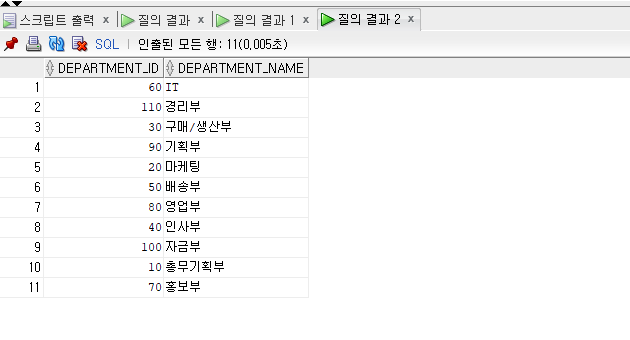 스크립트 출력 x 질의 결과 x 질의 결과 1 x 질의 결과 2 x
SQL | 인출된 모든 행: 11(0,005초)
DEPARTMENT_ID DEPARTMENT_NAME
1 60 IT
2 110 경리부
3 30 구매/생산부
4 90 기획부
5 20 마케팅
6 50 배송부
7 80 영업부
8 40 인사부
9 100 자금부
10 10 총무기획부
11 70 홍보부